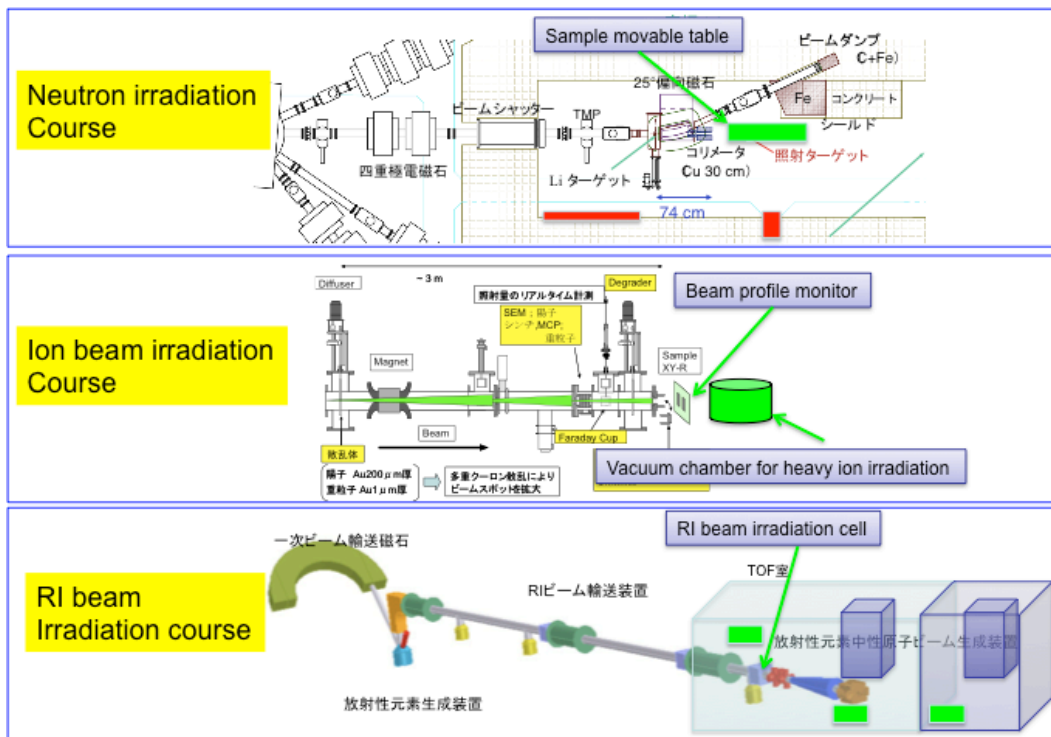 Neutron irradiation
Course
Sample movable table
ビームダンプ
C+Fe）
25°偏向磁石
ビームシャッター
TMP
Fe
コンクリート
シールド
四重極電磁石
Li ターゲット
コリメータ
Cu 30 cm）
照射ターゲット
74 cm
Ion beam irradiation
Course
~ 3 m
Diffuser
照射量のリアルタイム計測
Degrader
Beam profile monitor
SEM；陽子
シンチ,MCP;
重粒子
Magnet
Sample
XY-R
Beam
Faraday Cup
散乱体
陽子 Au200μm厚
重粒子 Au1μm厚
多重クーロン散乱により
ビームスポットを拡大
Vacuum chamber for heavy ion irradiation
RI beam
Irradiation course
一次ビーム輸送磁石
RI beam irradiation cell
TOF室
RIビーム輸送装置
放射性元素中性原子ビーム生成装置
放射性元素生成装置